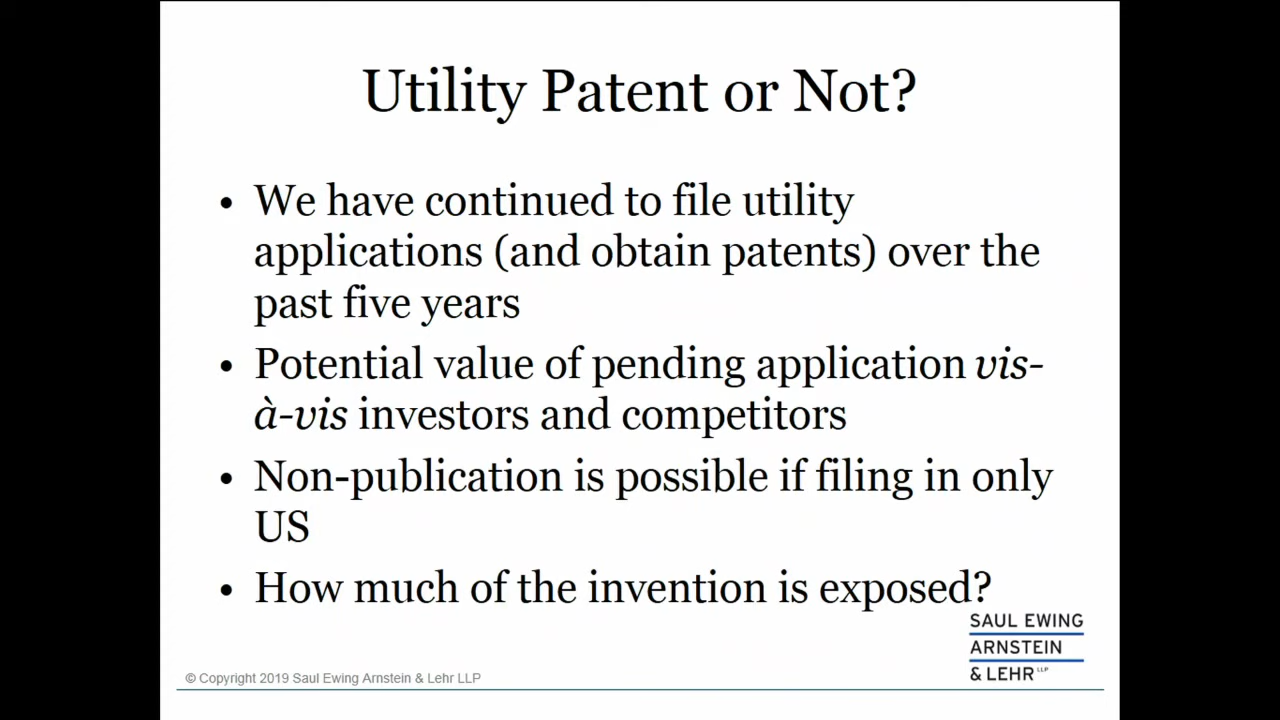 Utility Patent or Not?
• We have continued to file utility
applications (and obtain patents) over the
past five years
• Potential value of pending application vis-
à-vis investors and competitors
• Non-publication is possible if filing in only
US
• How much of the invention is exposed?
SAUL EWING
ARNSTEIN
& LEHR LLP
© Copyright 2019 Saul Ewing Arnstein & Lehr LLP